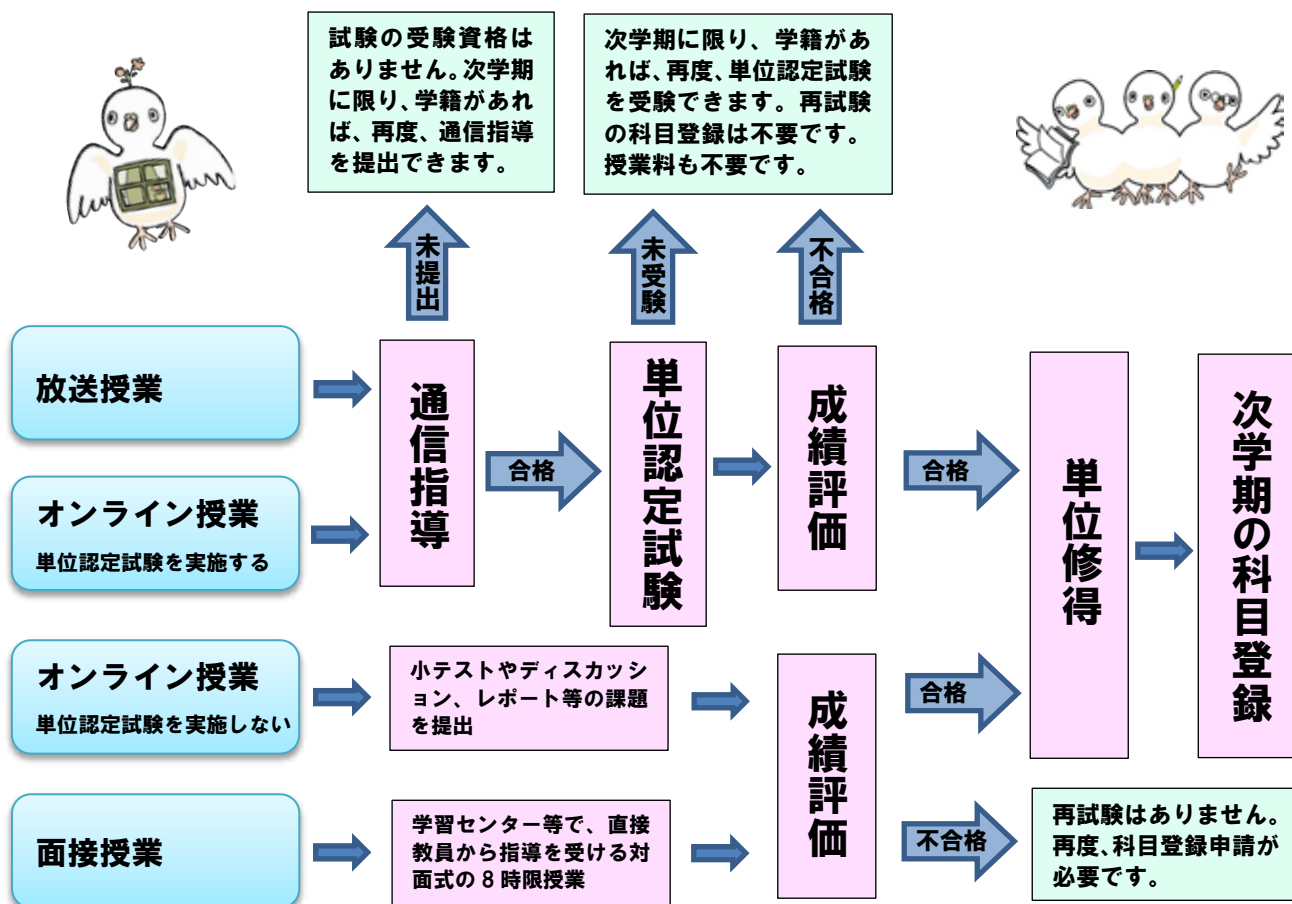 試験の受験資格は
ありません。次学期
に限り、学籍があれ
ば、再度、通信指導
を提出できます。
次学期に限り、学籍があ
れば、再度、単位認定試験
を受験できます。再試験
の科目登録は不要です。
授業料も不要です。
未提出
未受験
不合格
放送授業
オンライン授業
単位認定試験を実施する
通信指導
合格
単位認定試験
成績評価
合格
単位修得
次学期の科目登録
オンライン授業
単位認定試験を実施しない
小テストやディスカッシ
ョン、レポート等の課題
を提出
成績評価
合格
面接授業
学習センター等で、直接
教員から指導を受ける対
面式の8時限授業
不合格
再試験はありません。
再度、科目登録申請が
必要です。